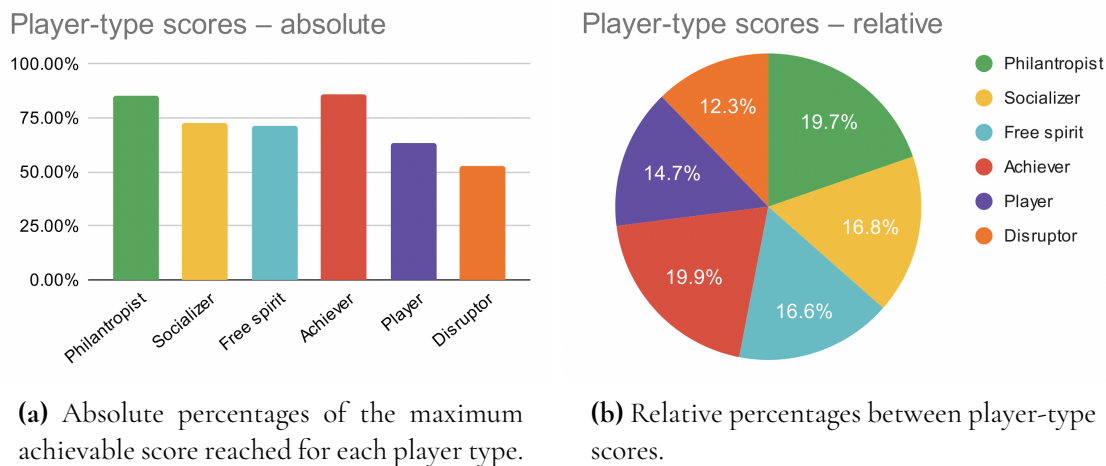 Player-type scores – absolute
100.00%
75.00%
50.00%
25.00%
0.00%
Philantropist
Socializer
Free spirit
Achiever
Player
Disruptor
(a) Absolute percentages of the maximum
achievable score reached for each player type.
Player-type scores – relative
19.7%
16.8%
16.6%
19.9%
14.7%
12.3%
Philantropist
Socializer
Free spirit
Achiever
Player
Disruptor
(b) Relative percentages between player-type
scores.